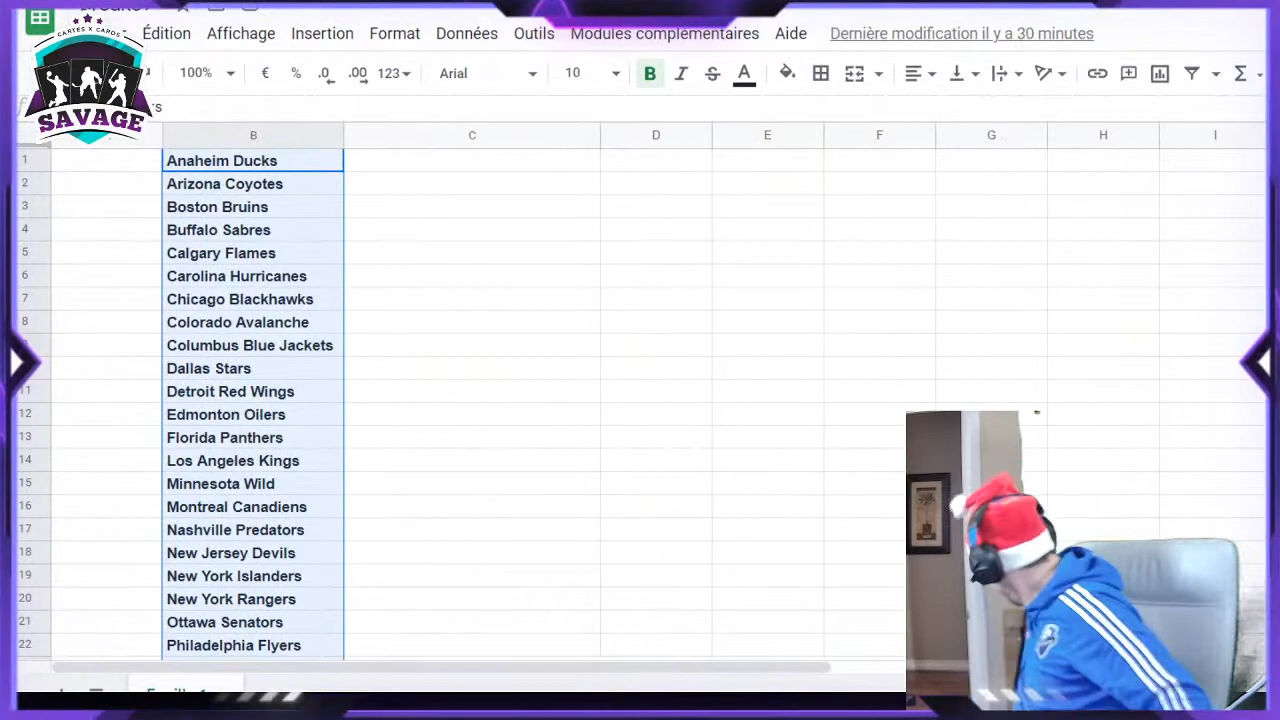 CARTES X CARDS
SAVAGE
Édition Affichage Insertion Format Données Outils Modules complémentaires Aide Dernière modification il y a 30 minutes
100% € % .0 .00 123 Arial 10 B I S A Σ
B C D E F G H I
1 Anaheim Ducks
2 Arizona Coyotes
3 Boston Bruins
4 Buffalo Sabres
5 Calgary Flames
6 Carolina Hurricanes
7 Chicago Blackhawks
8 Colorado Avalanche
Columbus Blue Jackets
Dallas Stars
11 Detroit Red Wings
12 Edmonton Oilers
13 Florida Panthers
14 Los Angeles Kings
15 Minnesota Wild
16 Montreal Canadiens
17 Nashville Predators
18 New Jersey Devils
19 New York Islanders
20 New York Rangers
21 Ottawa Senators
22 Philadelphia Flyers